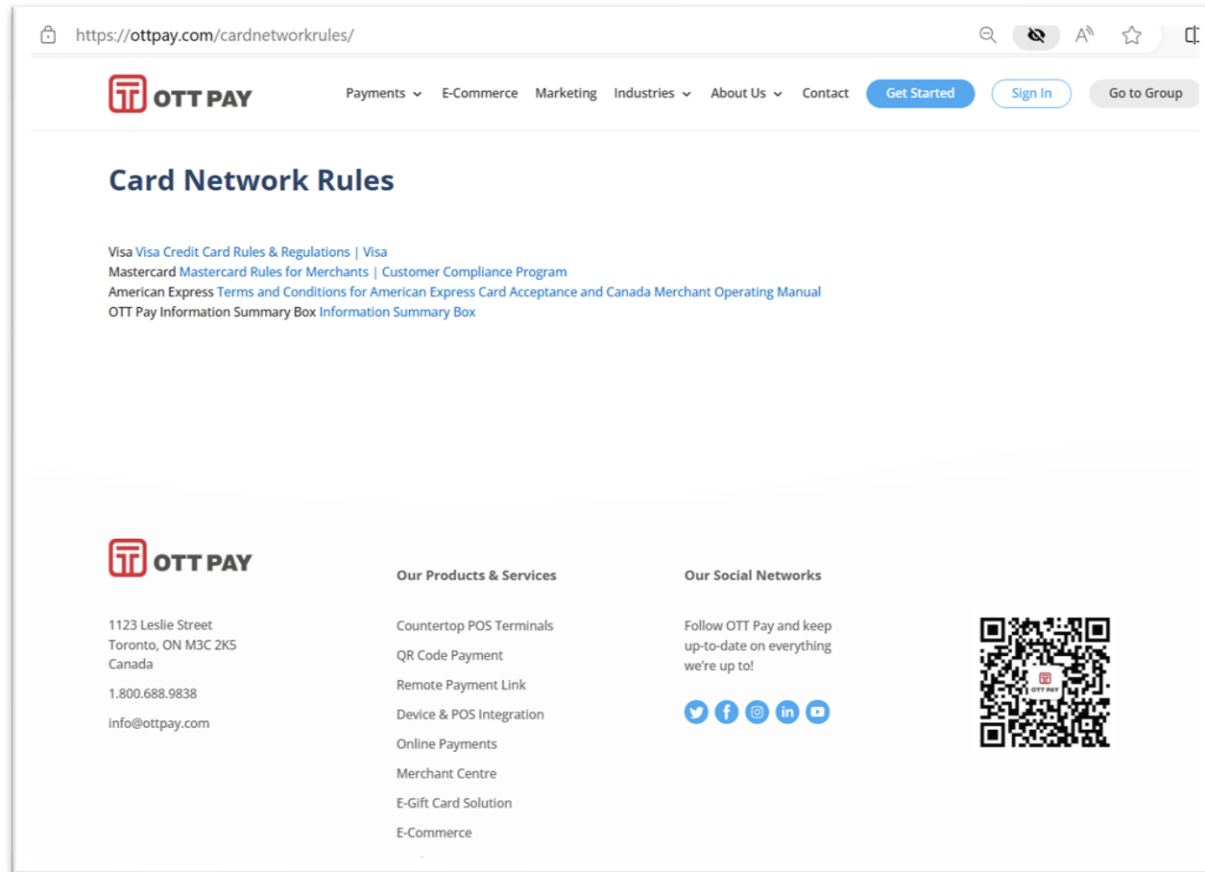 https://ottpay.com/cardnetworkrules/
OTT PAY
Payments E-Commerce Marketing Industries About Us Contact Get Started Sign In Go to Group
Card Network Rules
Visa Visa Credit Card Rules & Regulations | Visa
Mastercard Mastercard Rules for Merchants | Customer Compliance Program
American Express Terms and Conditions for American Express Card Acceptance and Canada Merchant Operating Manual
OTT Pay Information Summary Box Information Summary Box
OTT PAY
1123 Leslie Street
Toronto, ON M3C 2K5
Canada
1.800.688.9838
info@ottpay.com
Our Products & Services
Countertop POS Terminals
QR Code Payment
Remote Payment Link
Device & POS Integration
Online Payments
Merchant Centre
E-Gift Card Solution
E-Commerce
Our Social Networks
Follow OTT Pay and keep
up-to-date on everything
we're up to!
OTT PAY